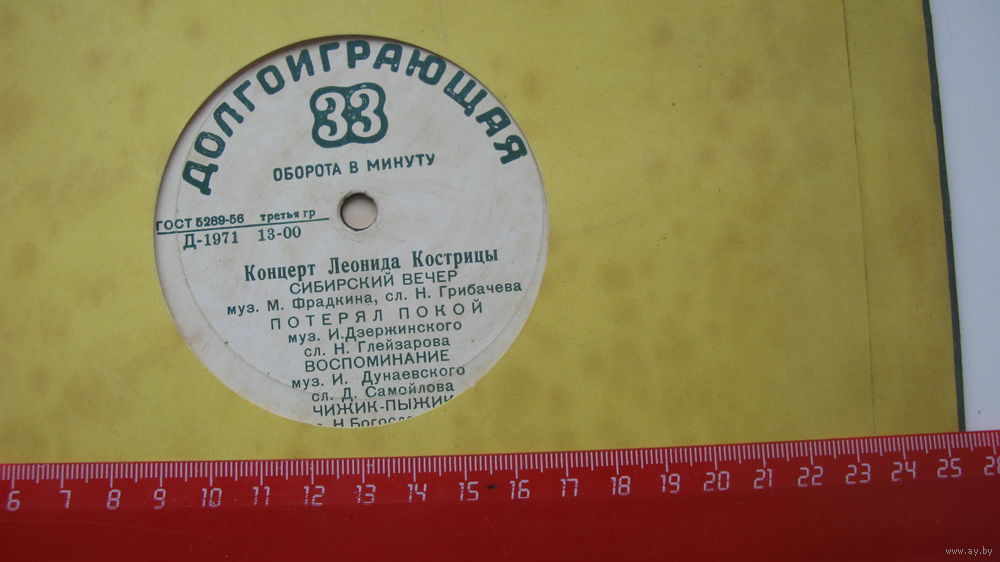 ДОЛГОИГРАЮЩАЯ
33
ОБОРОТА В МИНУТУ
ГОСТ 5289-56 третья гр
Д-1971 13-00
Концерт Леонида Кострицы
СИБИРСКИЙ ВЕЧЕР
муз. М. Фрадкина, сл. Н. Грибачева
ПОТЕРЯЛ ПОКОЙ
муз. И.Дзержинского
сл. Н. Глейзарова
ВОСПОМИНАНИЕ
муз. И. Дунаевского
сл. Д. Самойлова
ЧИЖИК-ПЫЖИК
6 7 8 9 10 11 12 13 14 15 16 17 18 19 20 21 22 23 24 25
www.ay.by